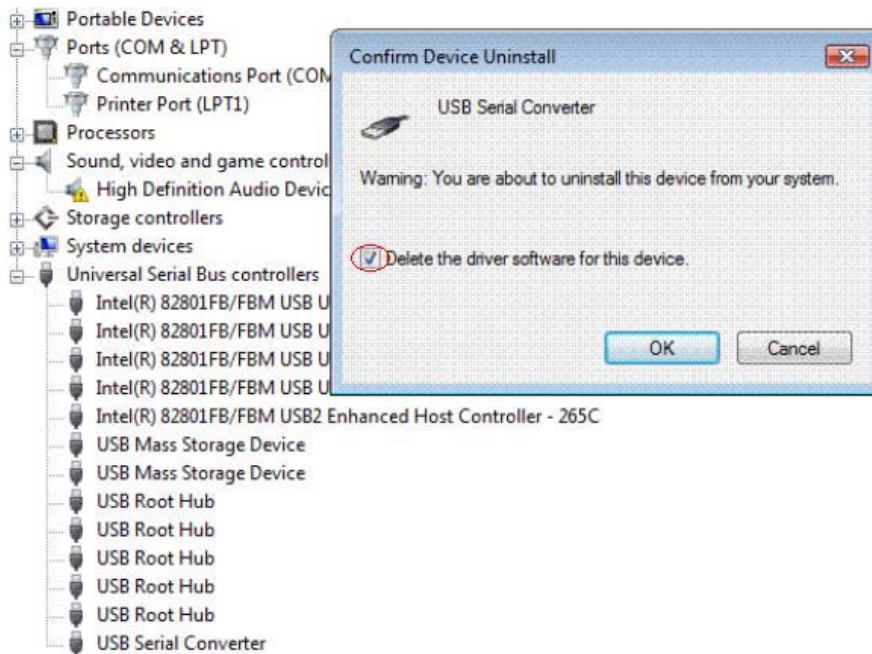 Portable Devices
Ports (COM & LPT)
Communications Port (COM
Printer Port (LPT1)
Processors
Sound, video and game control
High Definition Audio Devic
Storage controllers
System devices
Universal Serial Bus controllers
Intel(R) 82801FB/FBM USB U
Intel(R) 82801FB/FBM USB U
Intel(R) 82801FB/FBM USB U
Intel(R) 82801FB/FBM USB U
Intel(R) 82801FB/FBM USB2 Enhanced Host Controller - 265C
USB Mass Storage Device
USB Mass Storage Device
USB Root Hub
USB Root Hub
USB Root Hub
USB Root Hub
USB Root Hub
USB Serial Converter
Confirm Device Uninstall
USB Serial Converter
Warning: You are about to uninstall this device from your system.
Delete the driver software for this device.
OK
Cancel